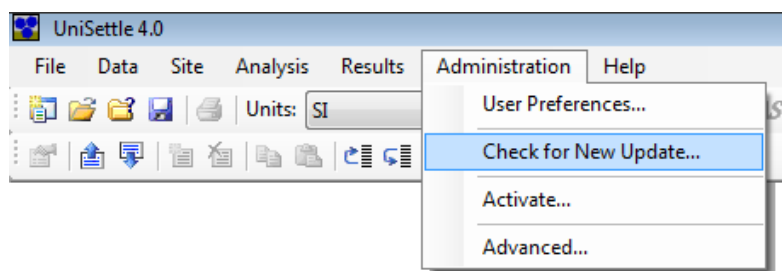 UniSettle 4.0
File Data Site Analysis Results Administration Help
Units: SI
User Preferences...
Check for New Update...
Activate...
Advanced...